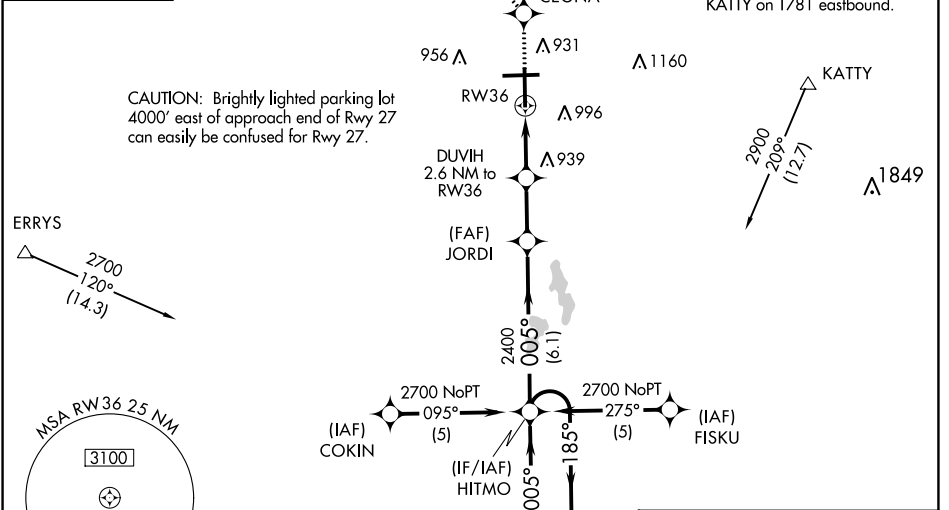 KATTY on 1781 eastbound.
956
931
1160
KATTY
RW36
996
CAUTION: Brightly lighted parking lot
4000' east of approach end of Rwy 27
can easily be confused for Rwy 27.
2900
209°
(12.7)
DUVIH
2.6 NM to
RW36
939
1849
ERRYS
2700
120°
(14.3)
(FAF)
JORDI
2400
005°
(6.1)
2700 NoPT
095°
(5)
2700 NoPT
275°
(5)
(IAF)
COKIN
(IAF)
FISKU
(IF/IAF)
HITMO
005°
185°
MSA RW36 25 NM
3100